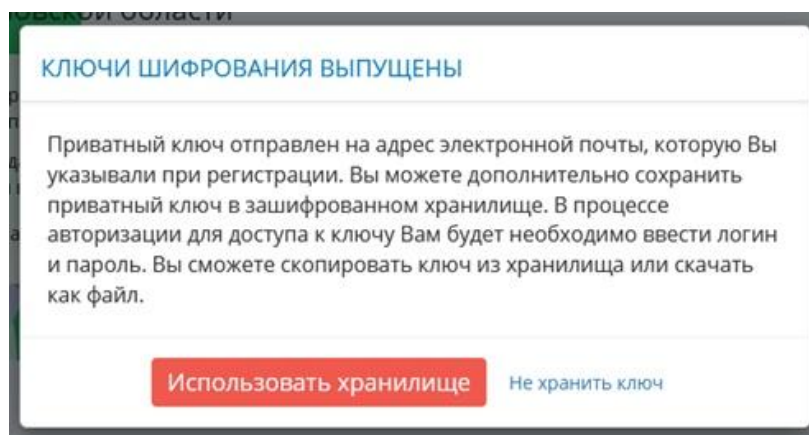 области
КЛЮЧИ ШИФРОВАНИЯ ВЫПУЩЕНЫ
Приватный ключ отправлен на адрес электронной почты, которую Вы
указывали при регистрации. Вы можете дополнительно сохранить
приватный ключ в зашифрованном хранилище. В процессе
авторизации для доступа к ключу Вам будет необходимо ввести логин
и пароль. Вы сможете скопировать ключ из хранилища или скачать
как файл.
Использовать хранилище Не хранить ключ